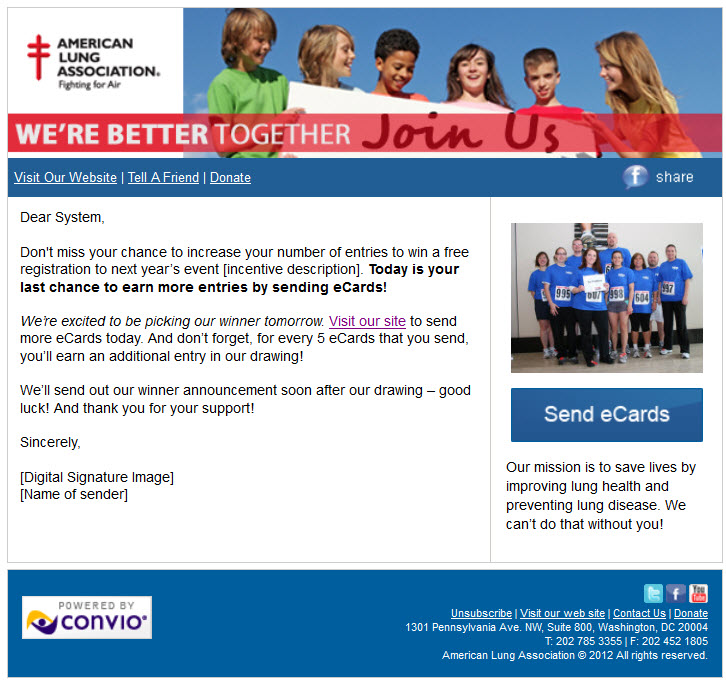 AMERICAN
LUNG
ASSOCIATION®
Fighting for Air
WE'RE BETTER TOGETHER Join Us
Visit Our Website | Tell A Friend | Donate
f share
Dear System,
Don't miss your chance to increase your number of entries to win a free
registration to next year's event [incentive description]. Today is your
last chance to earn more entries by sending eCards!
We're excited to be picking our winner tomorrow. Visit our site to send
more eCards today. And don't forget, for every 5 eCards that you send,
you'll earn an additional entry in our drawing!
We'll send out our winner announcement soon after our drawing – good
luck! And thank you for your support!
Sincerely,
[Digital Signature Image]
[Name of sender]
995
607
998
604
997
Send eCards
Our mission is to save lives by
improving lung health and
preventing lung disease. We
can't do that without you!
POWERED BY
convio®
f You Tube
Unsubscribe | Visit our web site | Contact Us | Donate
1301 Pennsylvania Ave. NW, Suite 800, Washington, DC 20004
T: 202 785 3355 | F: 202 452 1805
American Lung Association © 2012 All rights reserved.